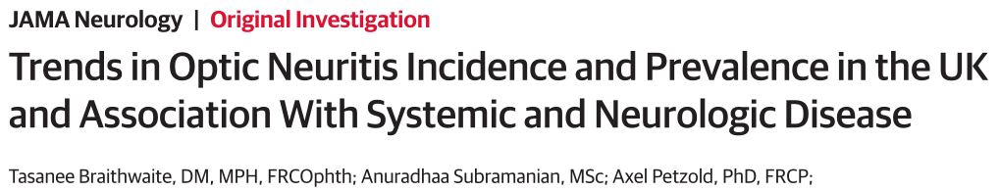 JAMA Neurology | Original Investigation
Trends in Optic Neuritis Incidence and Prevalence in the UK
and Association With Systemic and Neurologic Disease
Tasanee Braithwaite, DM, MPH, FRCOphth; Anuradhaa Subramanian, MSc; Axel Petzold, PhD, FRCP;